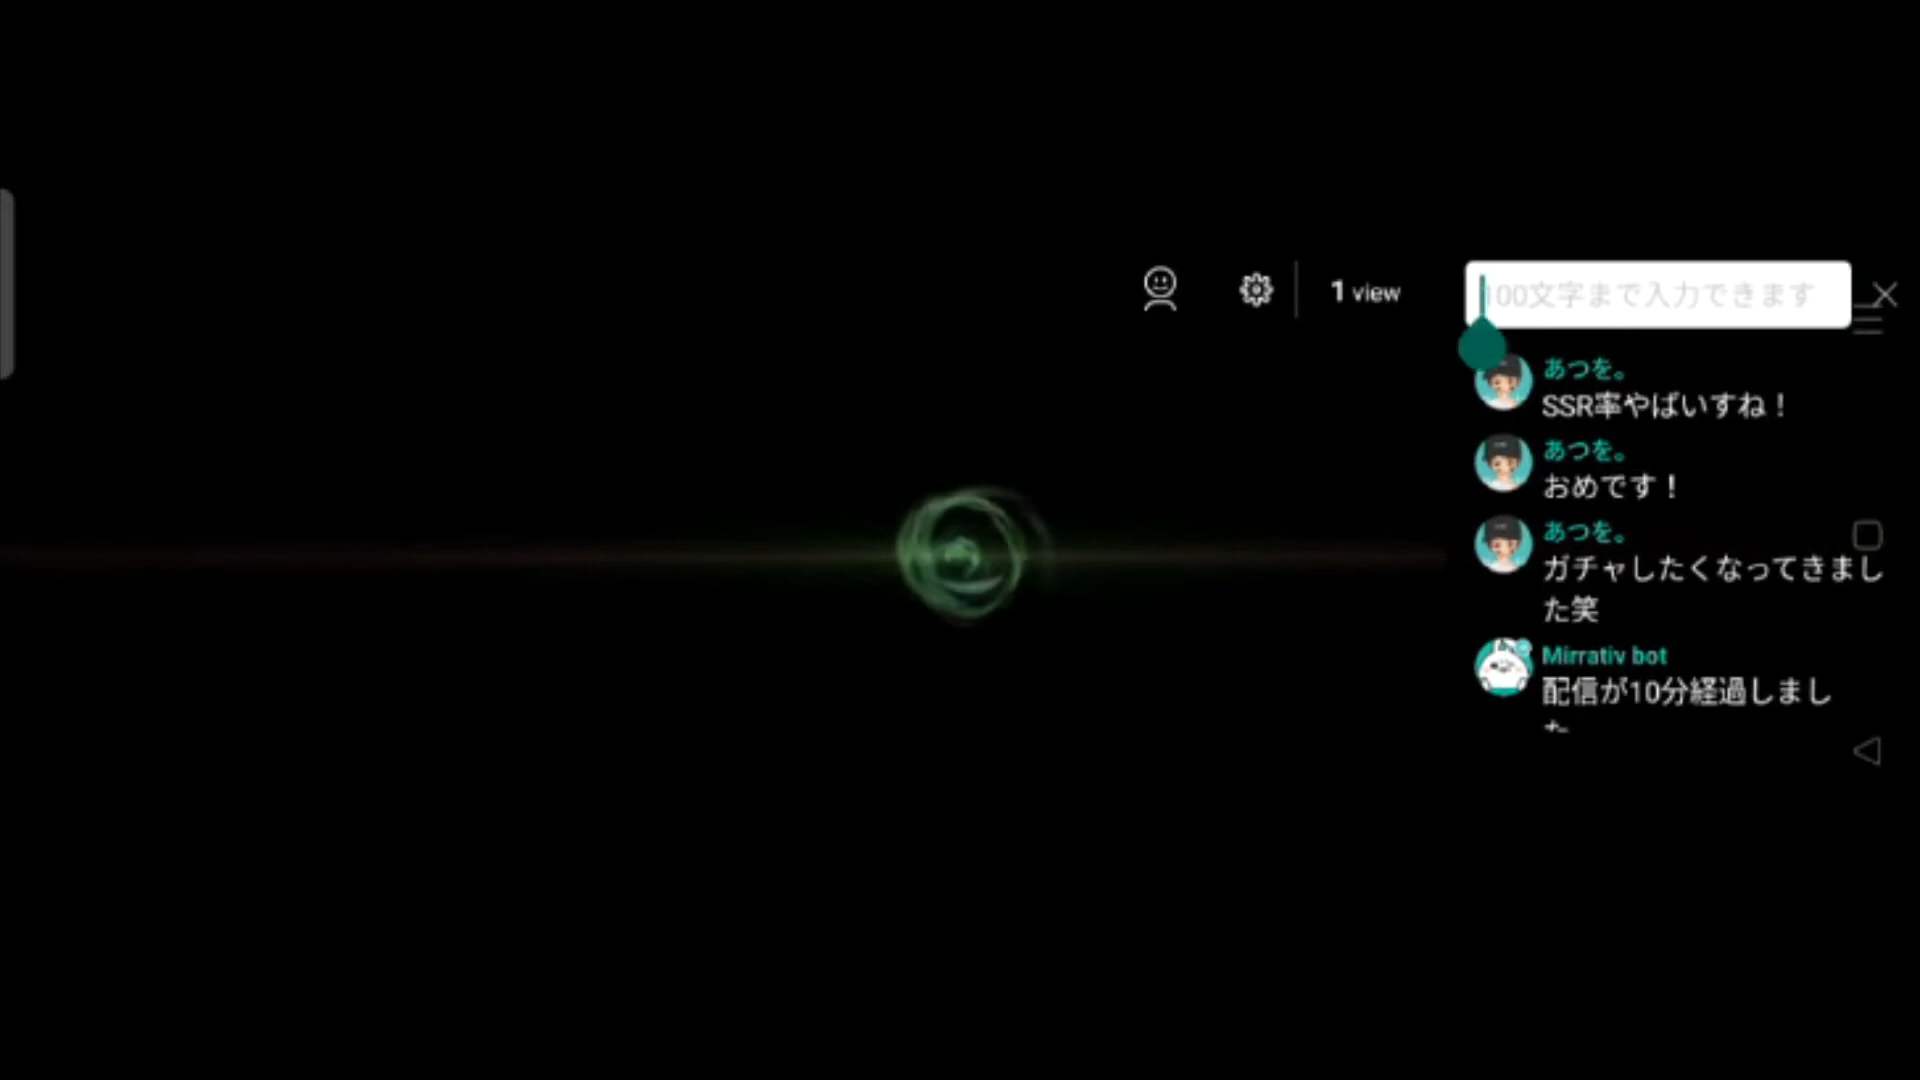 1 view
100文字まで入力できます
あつを。
SSR率やばいすね！
あつを。
おめです！
あつを。
ガチャしたくなってきまし
た笑
Mirrativ bot
配信が10分経過しまし